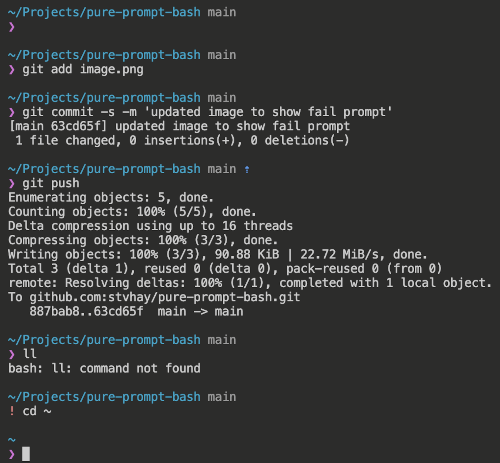 ~/Projects/pure-prompt-bash main
❯
~/Projects/pure-prompt-bash main
❯ git add image.png
~/Projects/pure-prompt-bash main
❯ git commit -s -m 'updated image to show fail prompt'
[main 63cd65f] updated image to show fail prompt
 1 file changed, 0 insertions(+), 0 deletions(-)
~/Projects/pure-prompt-bash main ⇡
❯ git push
Enumerating objects: 5, done.
Counting objects: 100% (5/5), done.
Delta compression using up to 16 threads
Compressing objects: 100% (3/3), done.
Writing objects: 100% (3/3), 90.88 KiB | 22.72 MiB/s, done.
Total 3 (delta 1), reused 0 (delta 0), pack-reused 0 (from 0)
remote: Resolving deltas: 100% (1/1), completed with 1 local object.
To github.com:stvhay/pure-prompt-bash.git
   887bab8..63cd65f  main -> main
~/Projects/pure-prompt-bash main
❯ ll
bash: ll: command not found
~/Projects/pure-prompt-bash main
! cd ~
~
❯